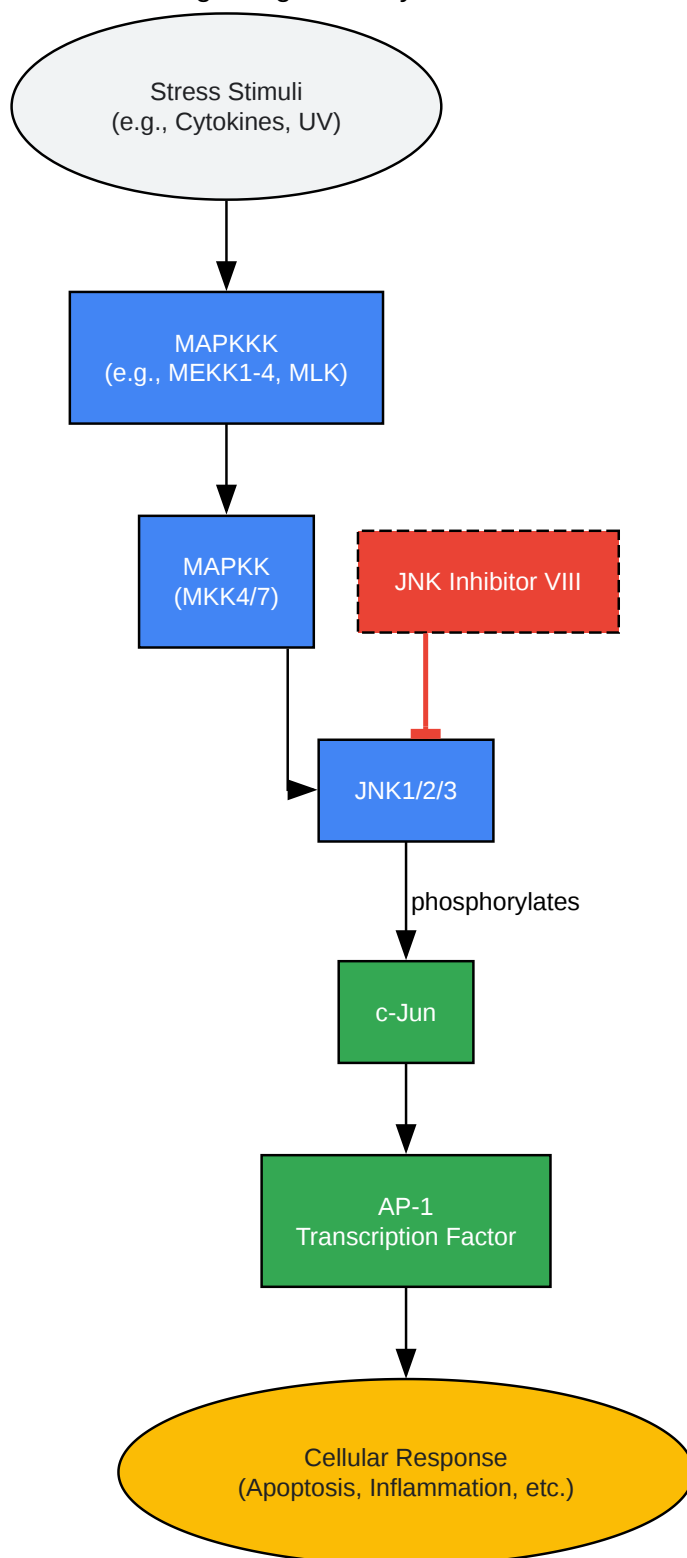 Stress Stimuli
(e.g., Cytokines, UV)
MAPKKK
(e.g., MEKK1-4, MLK)
MAPKK
(MKK4/7)
JNK Inhibitor VIII
JNK1/2/3
phosphorylates
c-Jun
AP-1
Transcription Factor
Cellular Response
(Apoptosis, Inflammation, etc.)